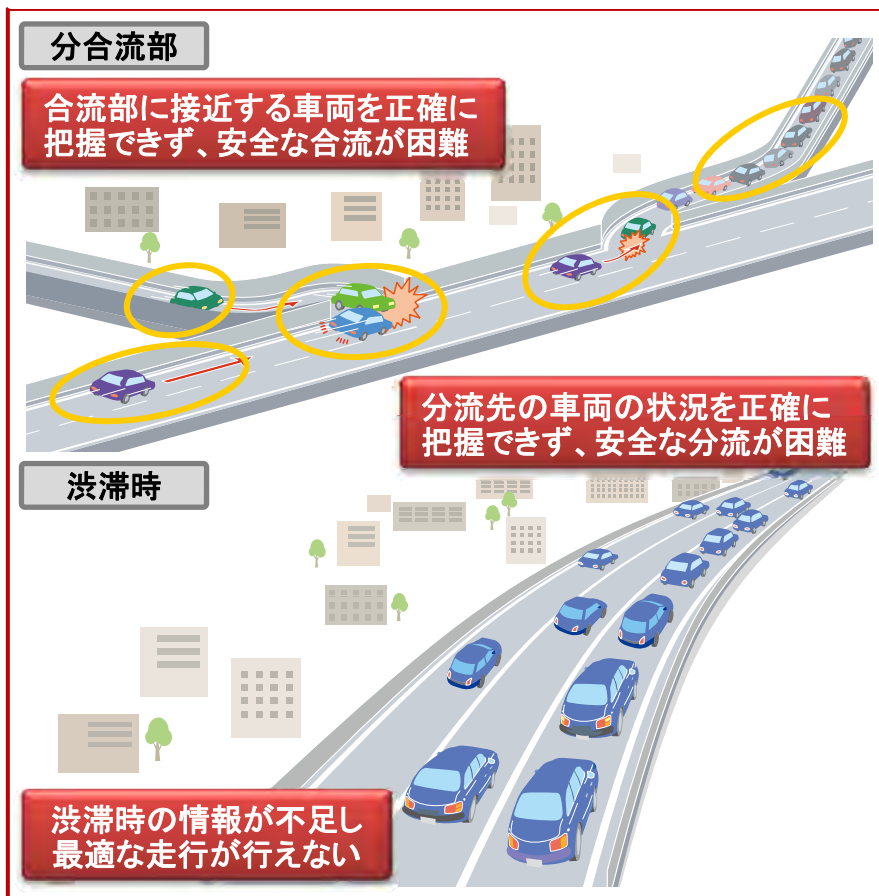 分合流部
合流部に接近する車両を正確に
把握できず、安全な合流が困難
分流先の車両の状況を正確に
把握できず、安全な分流が困難
渋滞時
渋滞時の情報が不足し
最適な走行が行えない